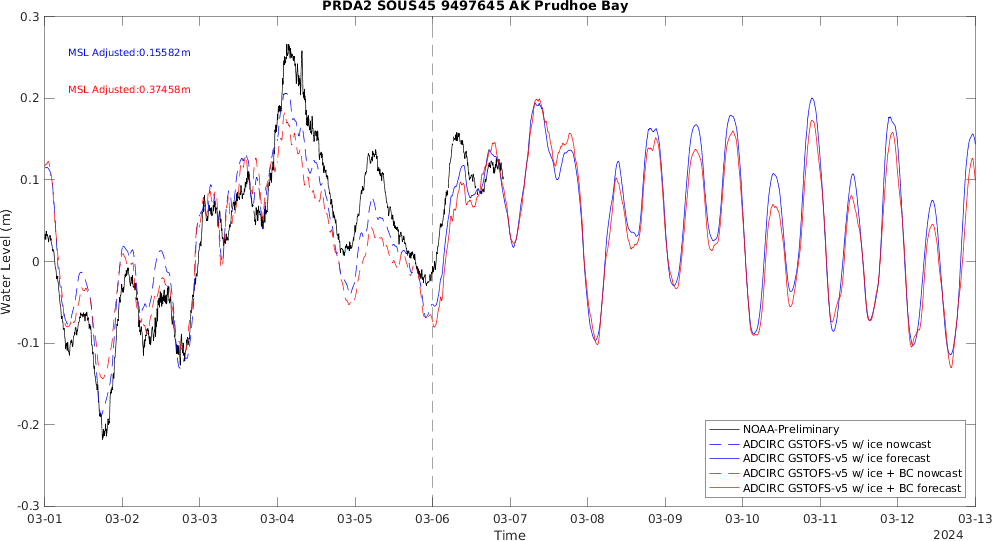 PRDA2 SOUS45 9497645 AK Prudhoe Bay
MSL Adjusted:0.15582m
MSL Adjusted:0.37458m
Water Level (m)
0.3
0.2
0.1
0
-0.1
-0.2
-0.3
NOAA-Preliminary
ADCIRC GSTOFS-v5 w/ ice nowcast
ADCIRC GSTOFS-v5 w/ ice forecast
ADCIRC GSTOFS-v5 w/ ice + BC nowcast
ADCIRC GSTOFS-v5 w/ ice + BC forecast
03-01 03-02 03-03 03-04 03-05 03-06 03-07 03-08 03-09 03-10 03-11 03-12 03-13
Time
2024